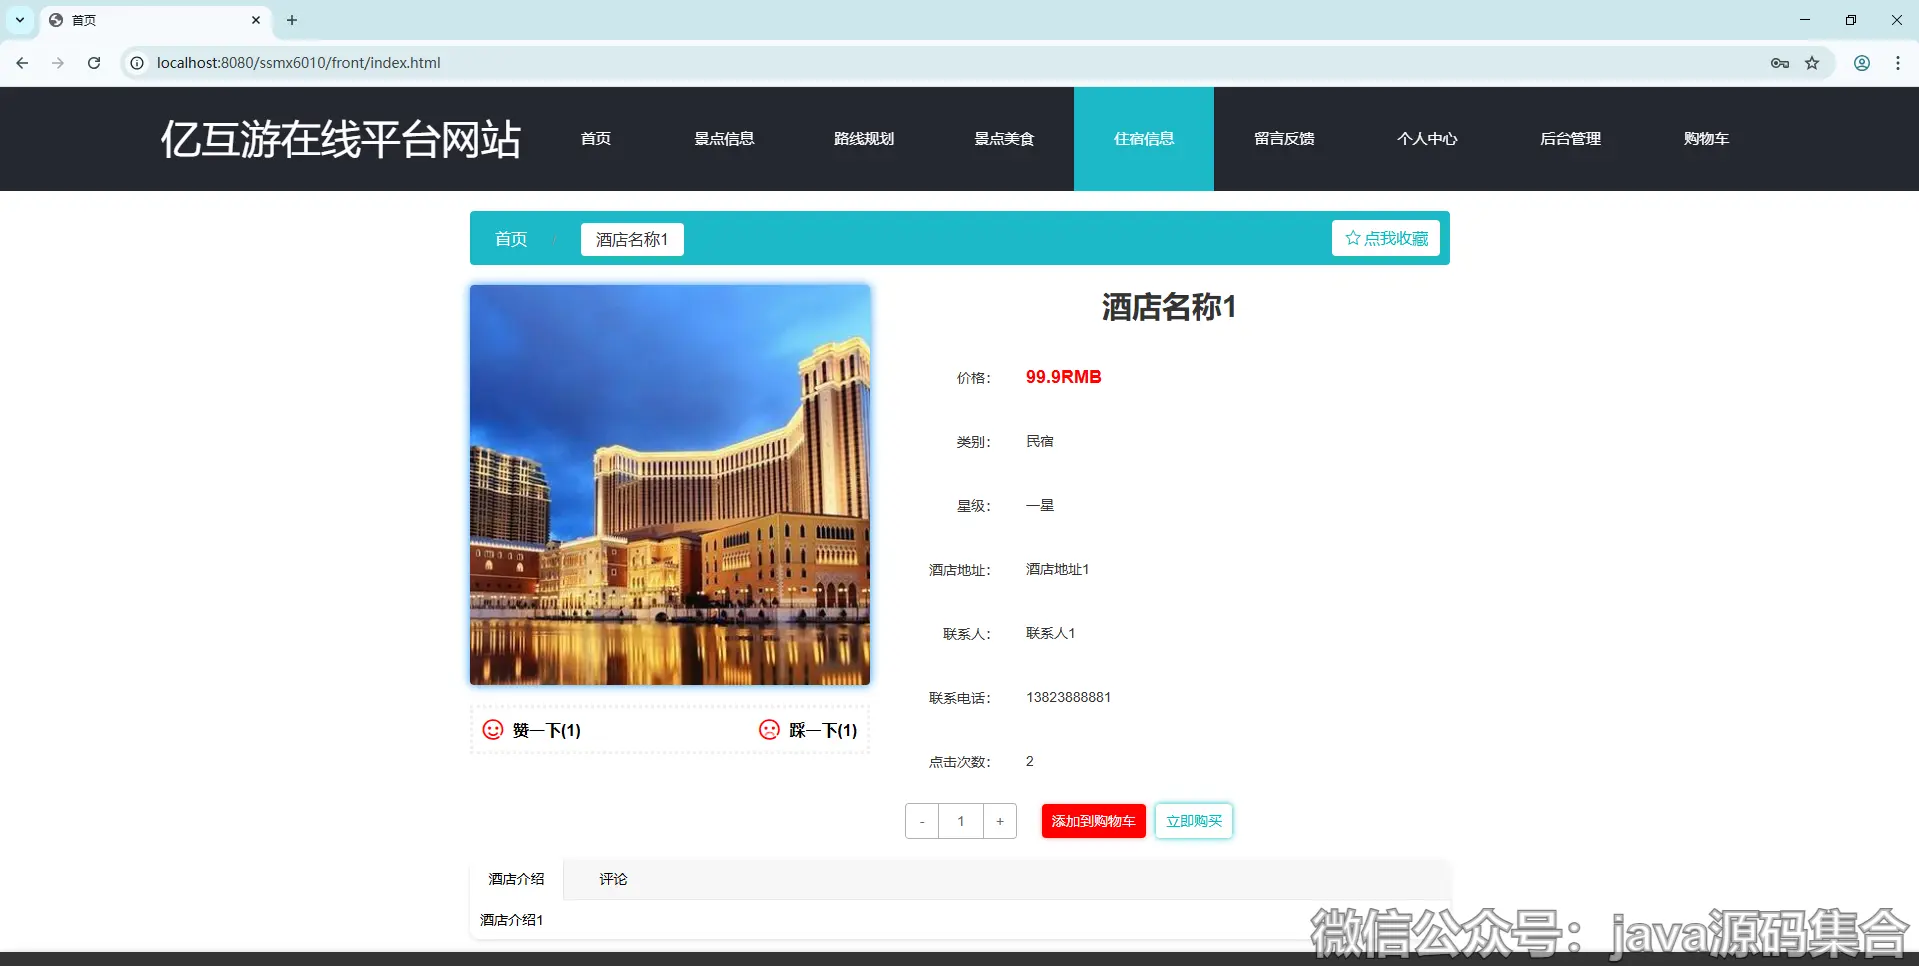 首页
localhost:8080/ssmx6010/front/index.html
亿互游在线平台网站 首页 景点信息 路线规划 景点美食 住宿信息 留言反馈 个人中心 后台管理 购物车
首页 / 酒店名称1 点我收藏
酒店名称1
价格： 99.9RMB
类别： 民宿
星级： 一星
酒店地址： 酒店地址1
联系人： 联系人1
联系电话： 13823888881
点击次数： 2
赞一下(1) 踩一下(1)
- 1 + 添加到购物车 立即购买
酒店介绍 评论
酒店介绍1
微信公众号：java源码集合